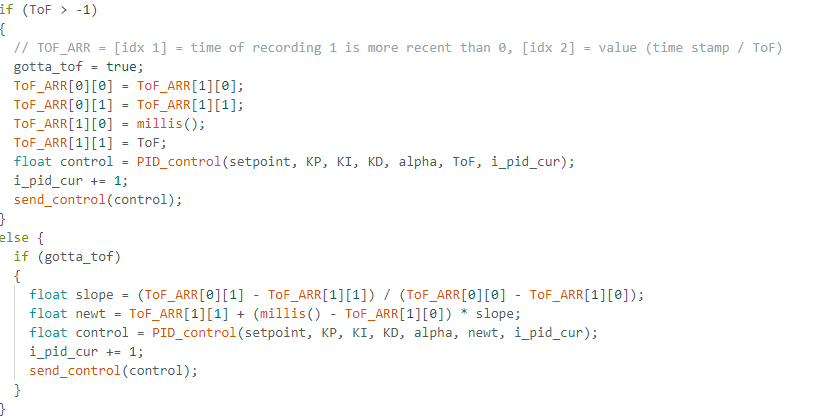 if (ToF > -1)
{
// TOF_ARR = [idx 1] = time of recording 1 is more recent than 0, [idx 2] = value (time stamp / ToF)
gotta_tof = true;
ToF_ARR[0][0] = ToF_ARR[1][0];
ToF_ARR[0][1] = ToF_ARR[1][1];
ToF_ARR[1][0] = millis();
ToF_ARR[1][1] = ToF;
float control = PID_control(setpoint, KP, KI, KD, alpha, ToF, i_pid_cur);
i_pid_cur += 1;
send_control(control);
}
else {
if (gotta_tof)
{
float slope = (ToF_ARR[0][1] - ToF_ARR[1][1]) / (ToF_ARR[0][0] - ToF_ARR[1][0]);
float newt = ToF_ARR[1][1] + (millis() - ToF_ARR[1][0]) * slope;
float control = PID_control(setpoint, KP, KI, KD, alpha, newt, i_pid_cur);
i_pid_cur += 1;
send_control(control);
}
}